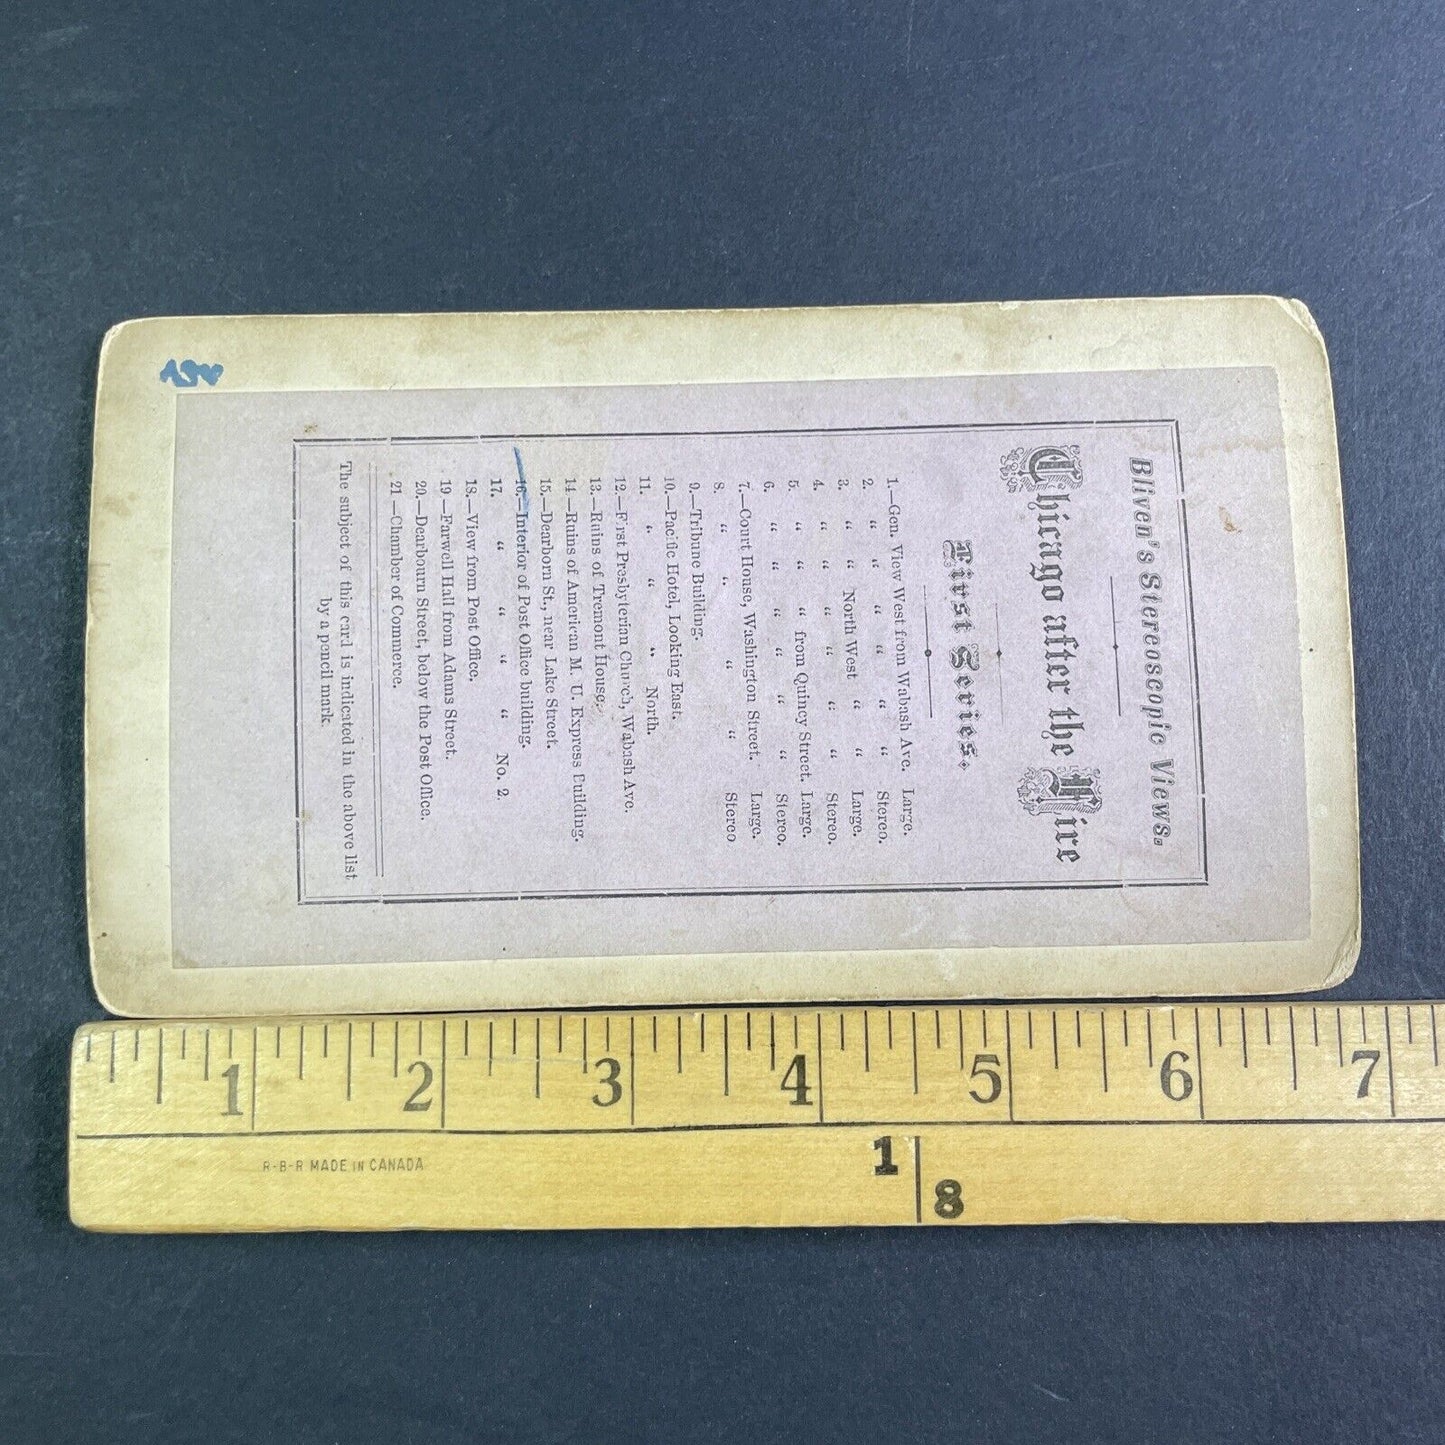 Bliven's Stereoscopic Views.
Chicago after the Fire
First Series.
1.—Gen. View West from Wabash Ave. Large.
2. “ “ “ “ “ Stereo.
3. “ “ North West “ “ Large.
4. “ “ “ “ “ “ Stereo.
5. “ “ “ from Quincy Street. Large.
6. “ “ “ “ “ “ Stereo.
7.—Court House, Washington Street. Large.
8. “ “ “ “ Stereo
9.—Tribune Building.
10.—Pacific Hotel, Looking East.
11. “ “ “ North.
12.—First Presbyterian Church, Wabash Ave.
13.—Ruins of Tremont House.
14—Ruins of American M. U. Express Building.
15.—Dearborn St., near Lake Street.
16.—Interior of Post Office building.
17. “ “ “ “ No. 2.
18.—View from Post Office.
19—Farwell Hall from Adams Street.
20.—Dearbourn Street, below the Post Office.
21—Chamber of Commerce.
The subject of this card is indicated in the above list
by a pencil mark.
1 2 3 4 5 6 7
R-B-R MADE IN CANADA
1
8